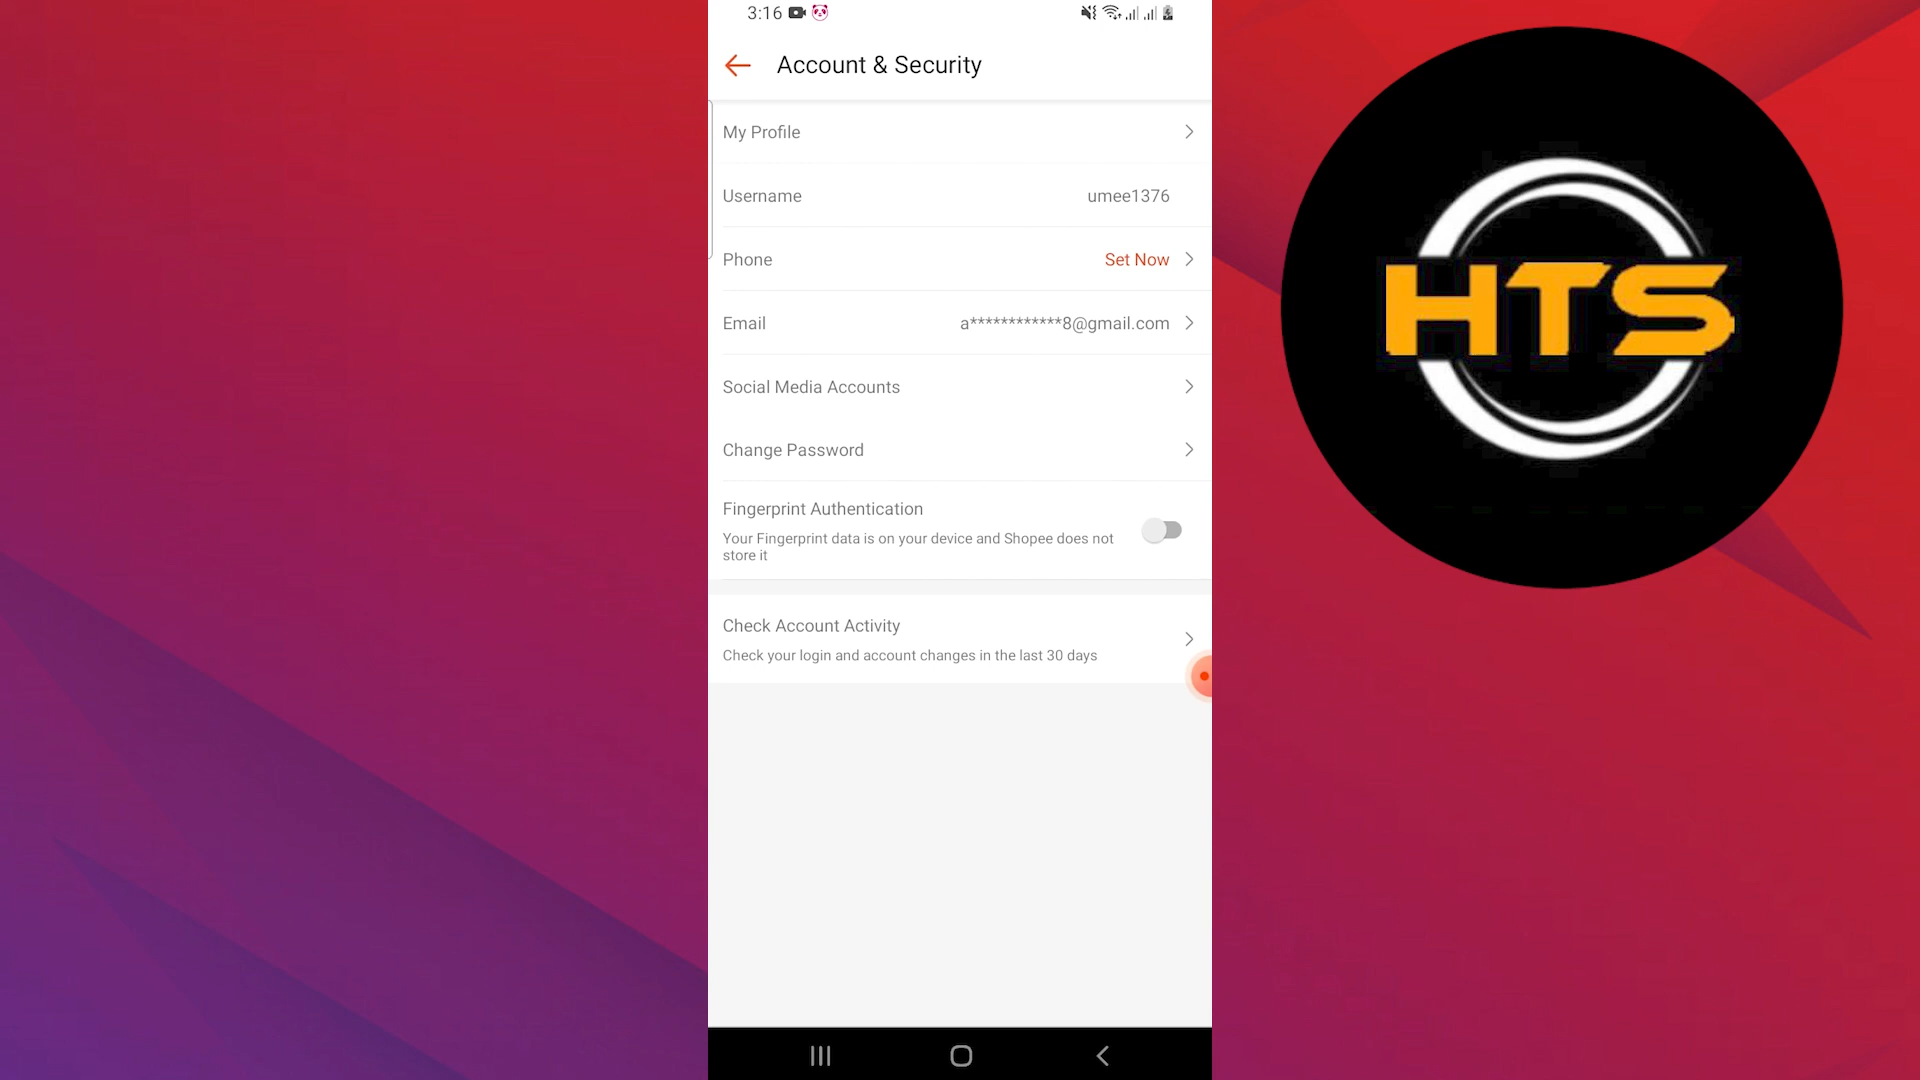 3:16
Account & Security
My Profile
Username umee1376
Phone Set Now
Email a************8@gmail.com
Social Media Accounts
Change Password
Fingerprint Authentication
Your Fingerprint data is on your device and Shopee does not
store it
Check Account Activity
Check your login and account changes in the last 30 days
HTS